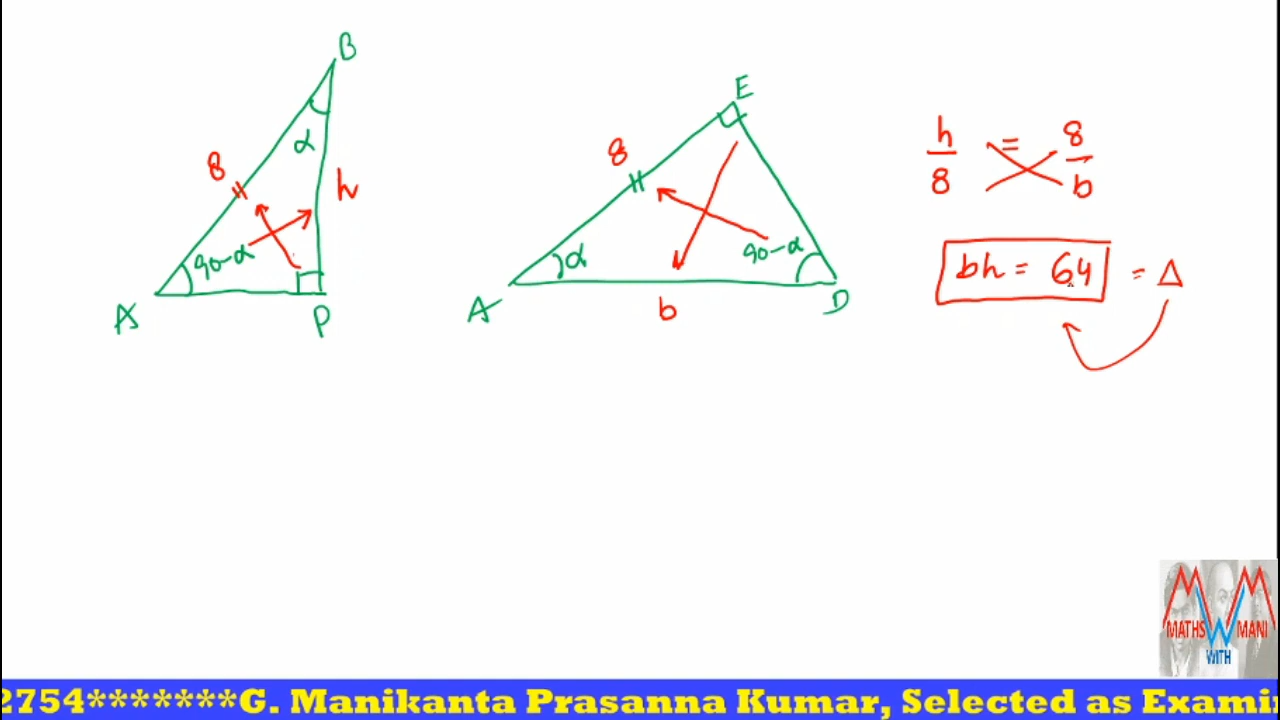 B
α
8
h
90-α
A
P
E
8
α
90-α
A
b
D
h/8 = 8/b
bh = 64 = Δ
MATHS MANI
WITH
2754*******G. Manikanta Prasanna Kumar, Selected as Exami